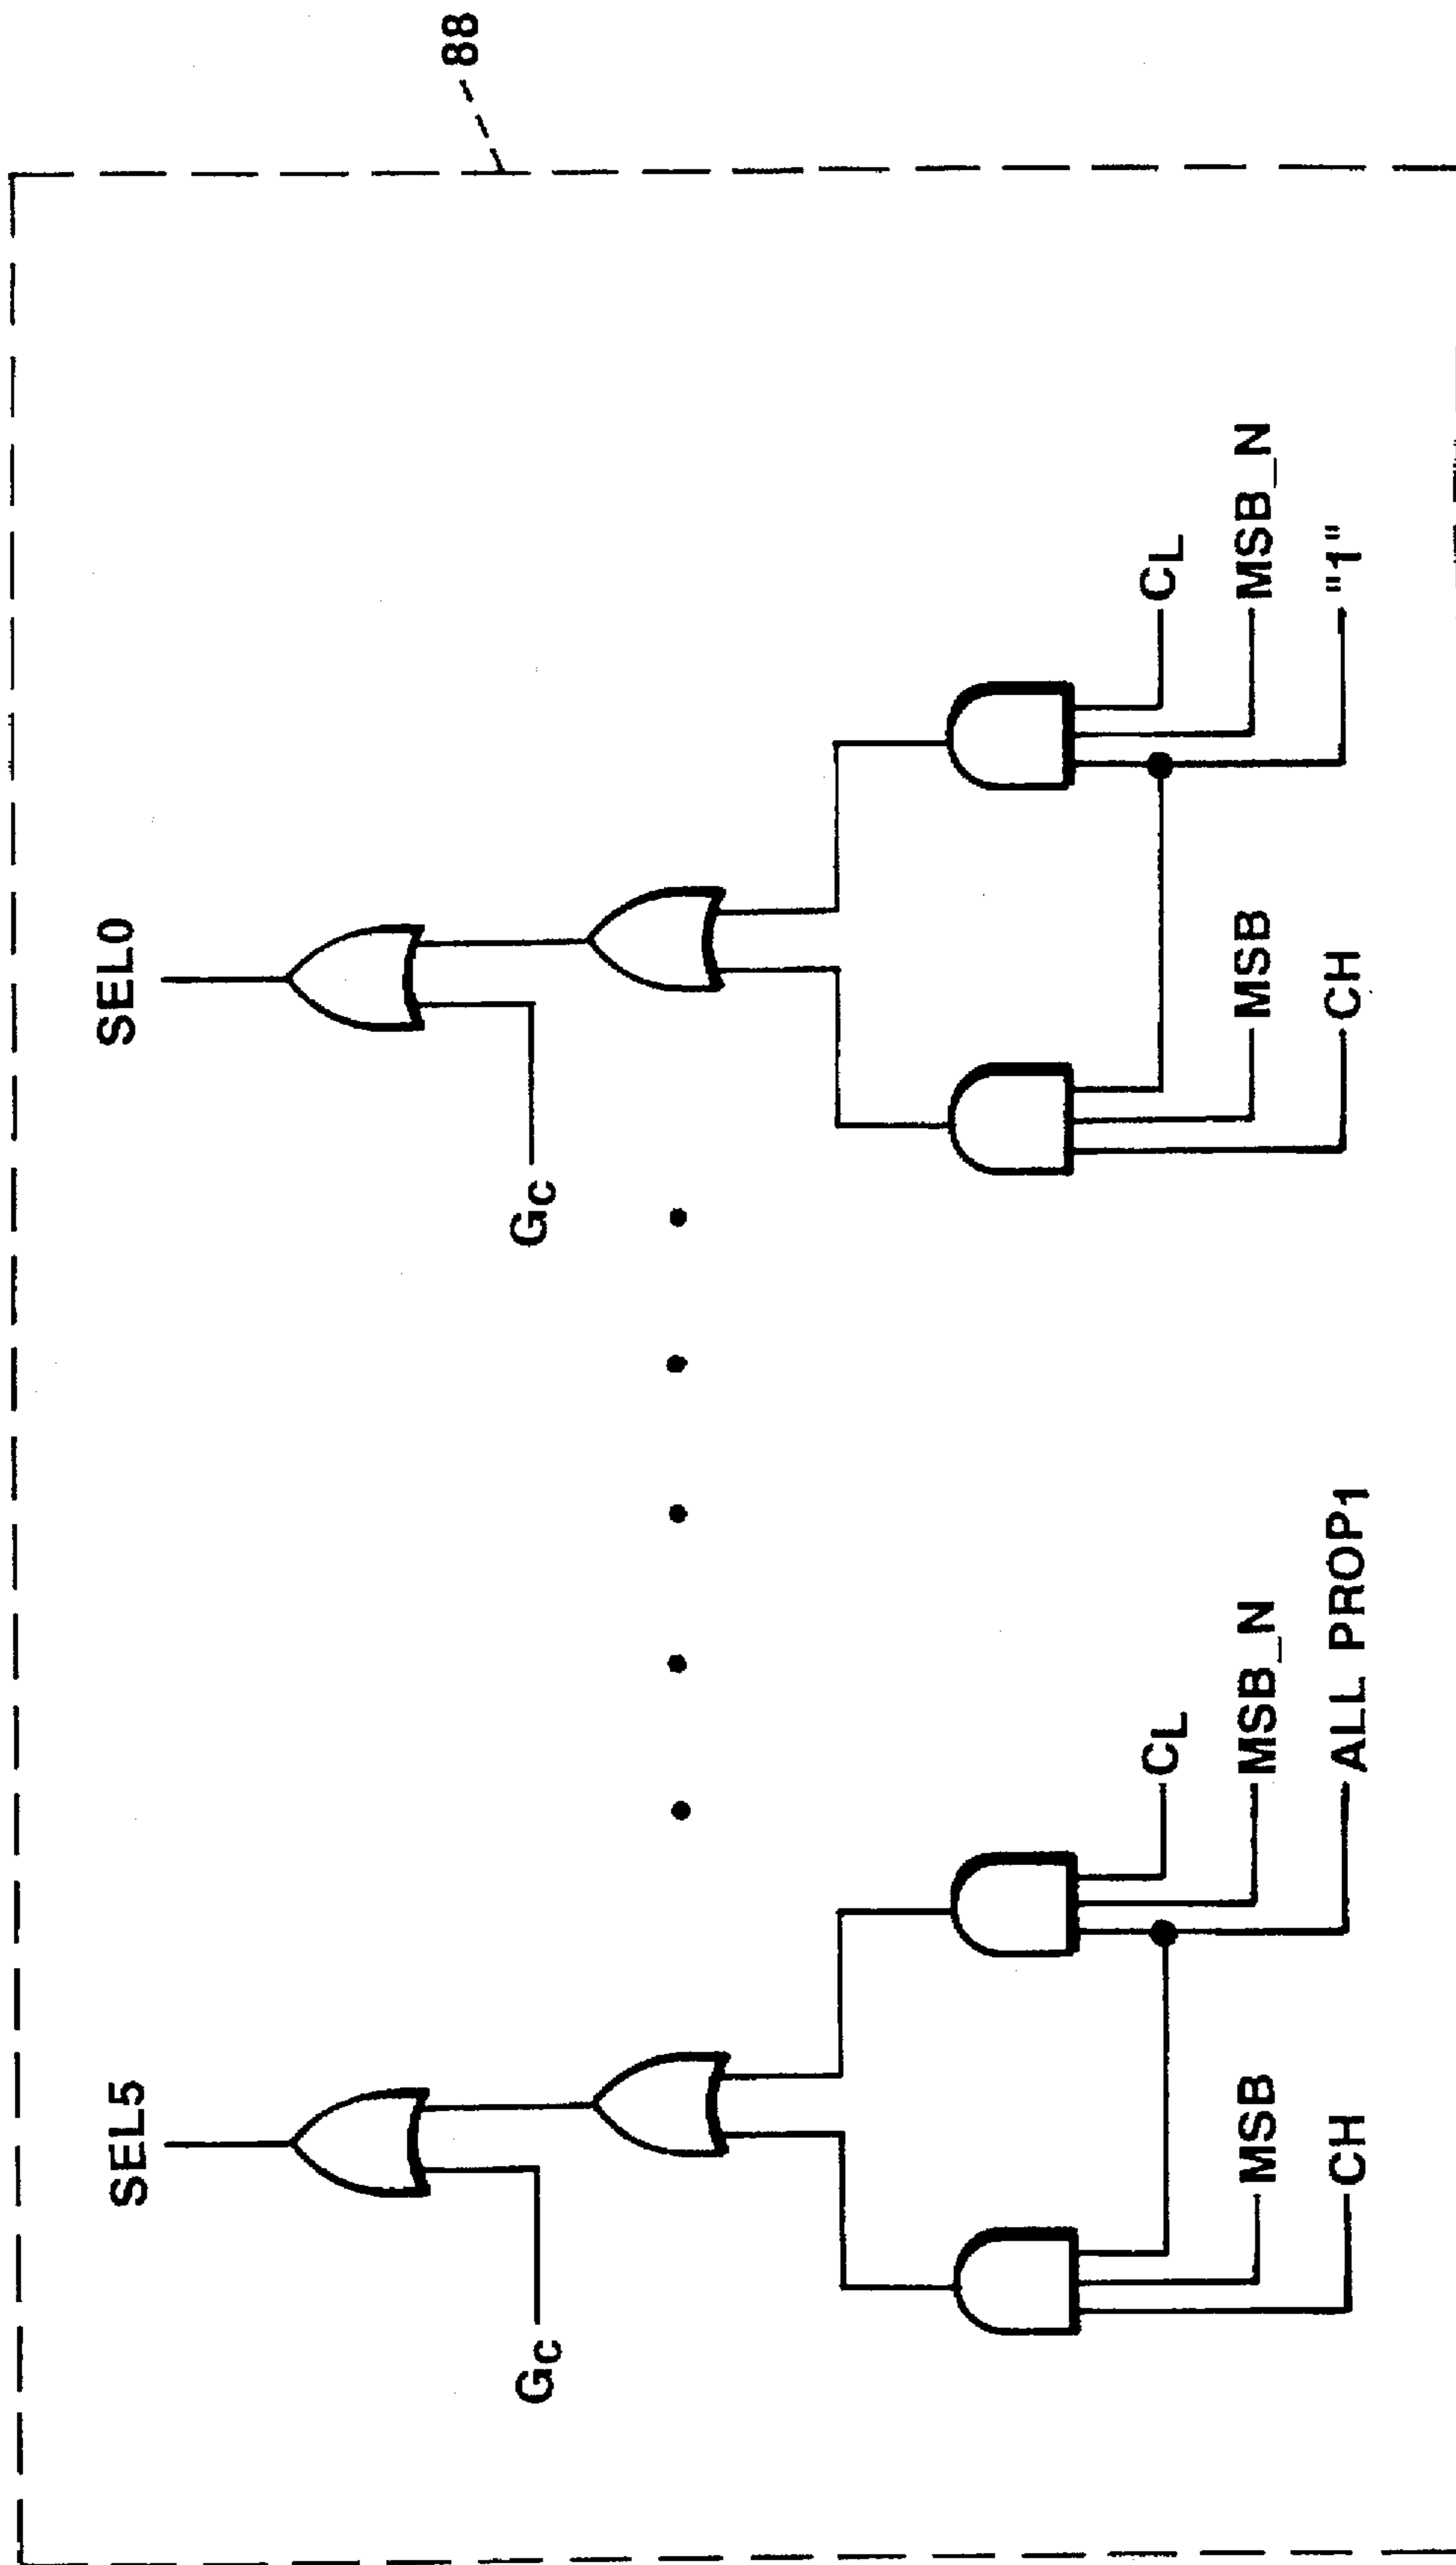 88
SEL5
SEL0
GC
GC
CL
CL
MSB
MSB_N
MSB
MSB_N
CH
ALL PROP1
CH
"1"